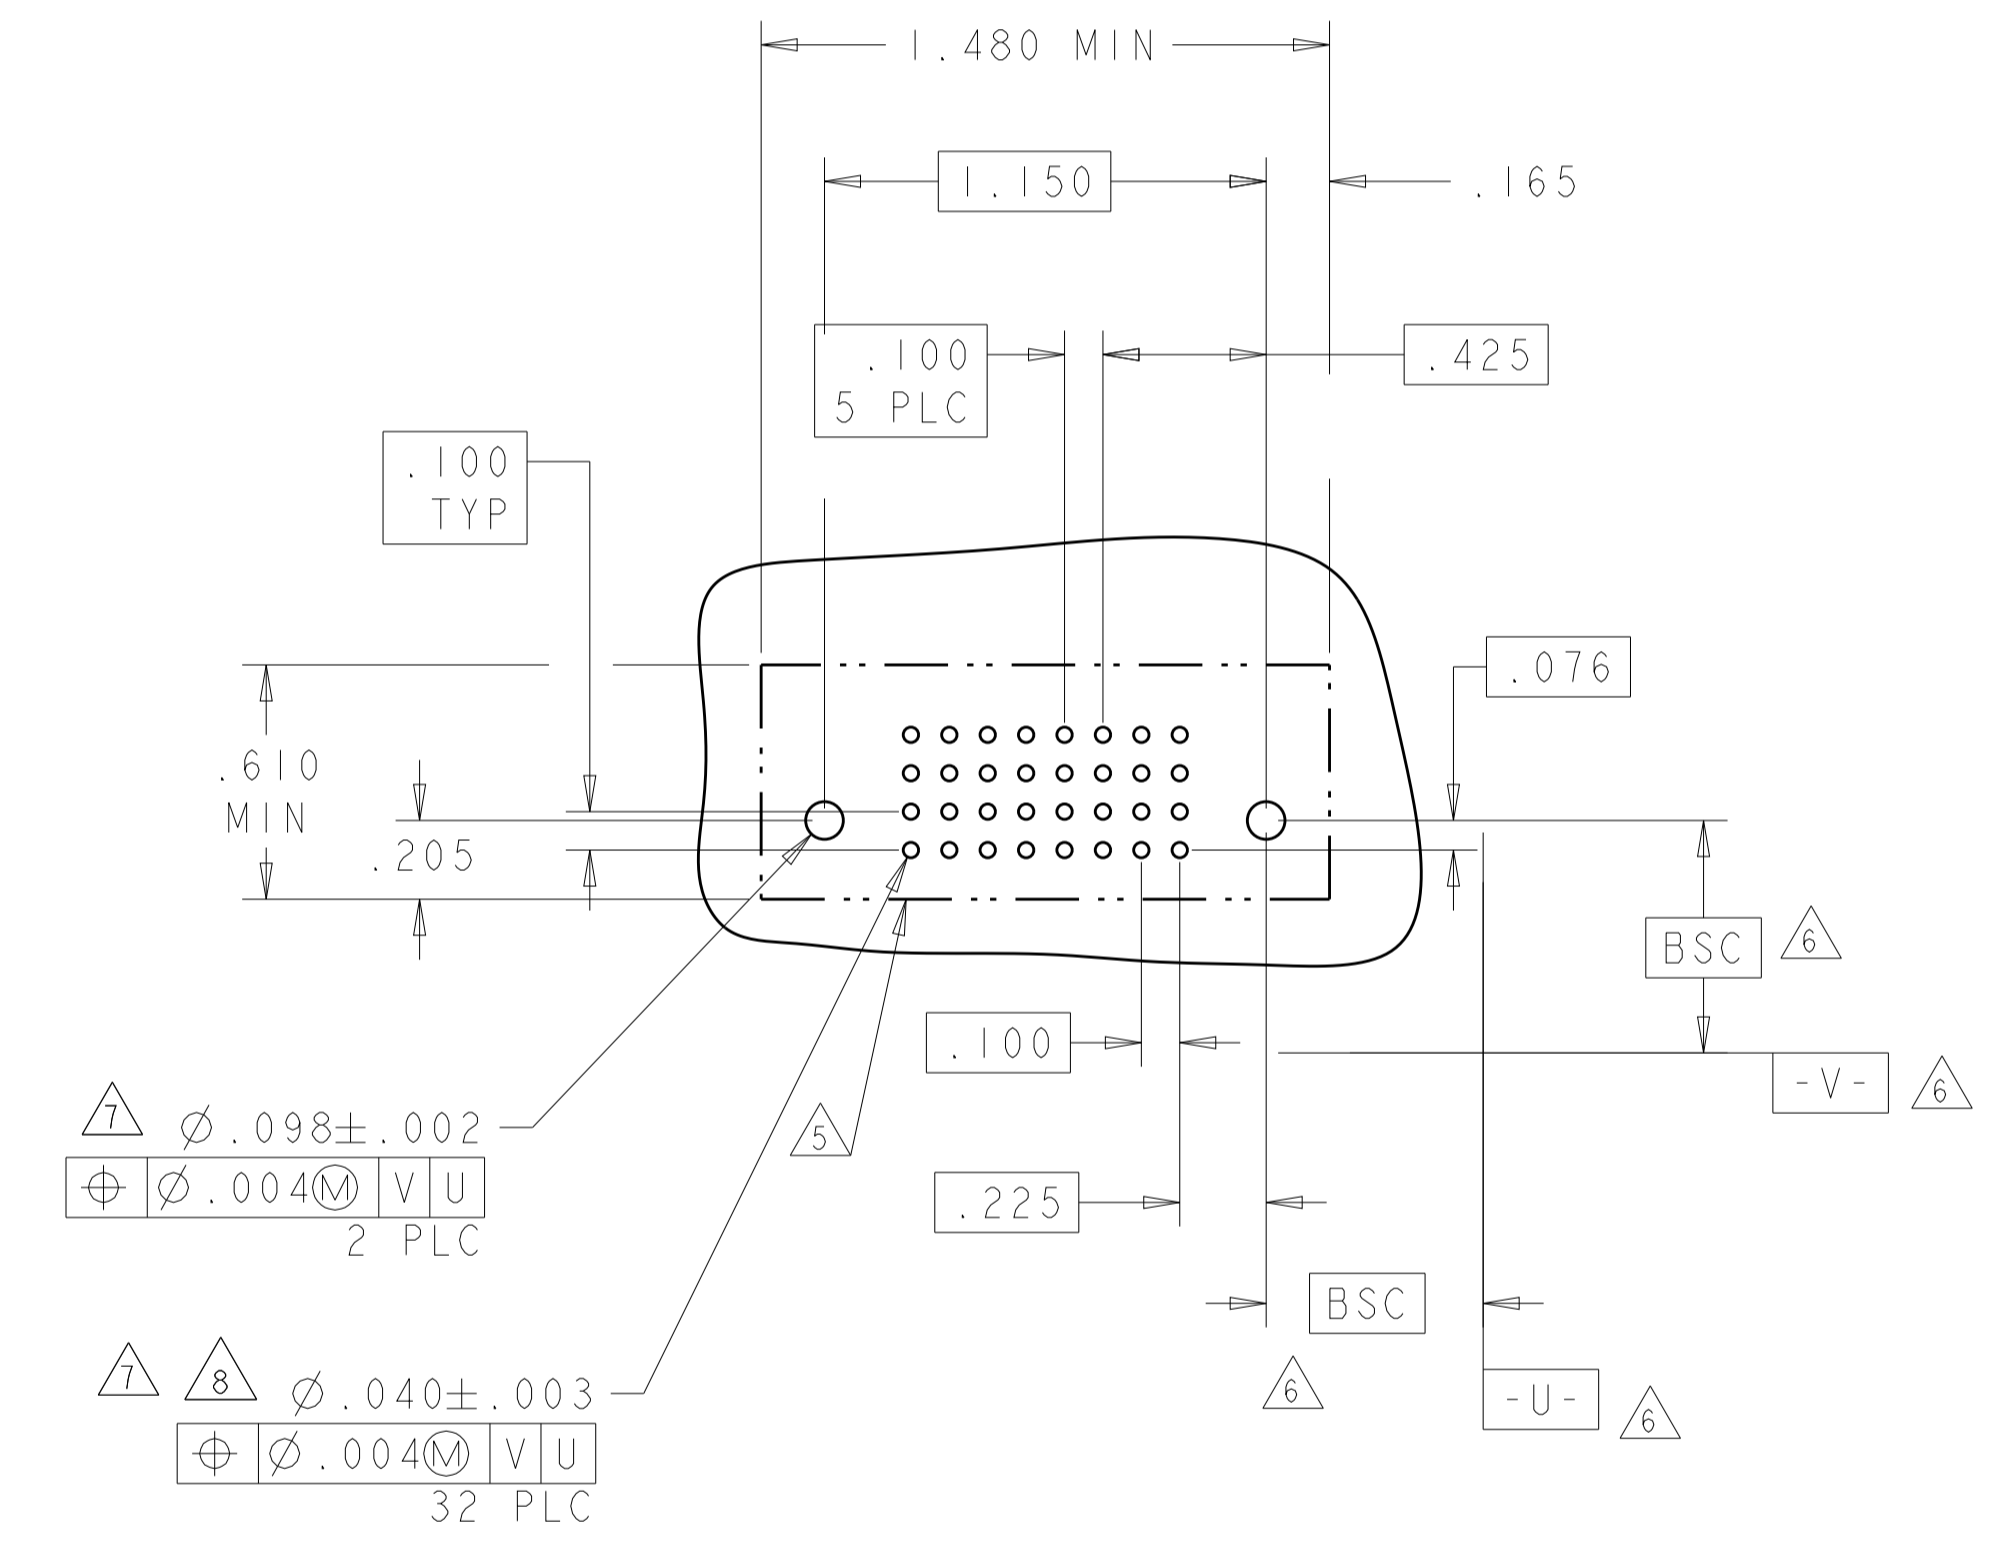 1.480 MIN
1.150
.165
.100
5 PLC
.425
.100
TYP
.076
.610
MIN
.205
BSC
6
.100
-V-
6
7
Ø.098±.002
5
⌖ Ø.004Ⓜ V U
2 PLC
.225
BSC
6
-U-
6
7
8
Ø.040±.003
⌖ Ø.004Ⓜ V U
32 PLC